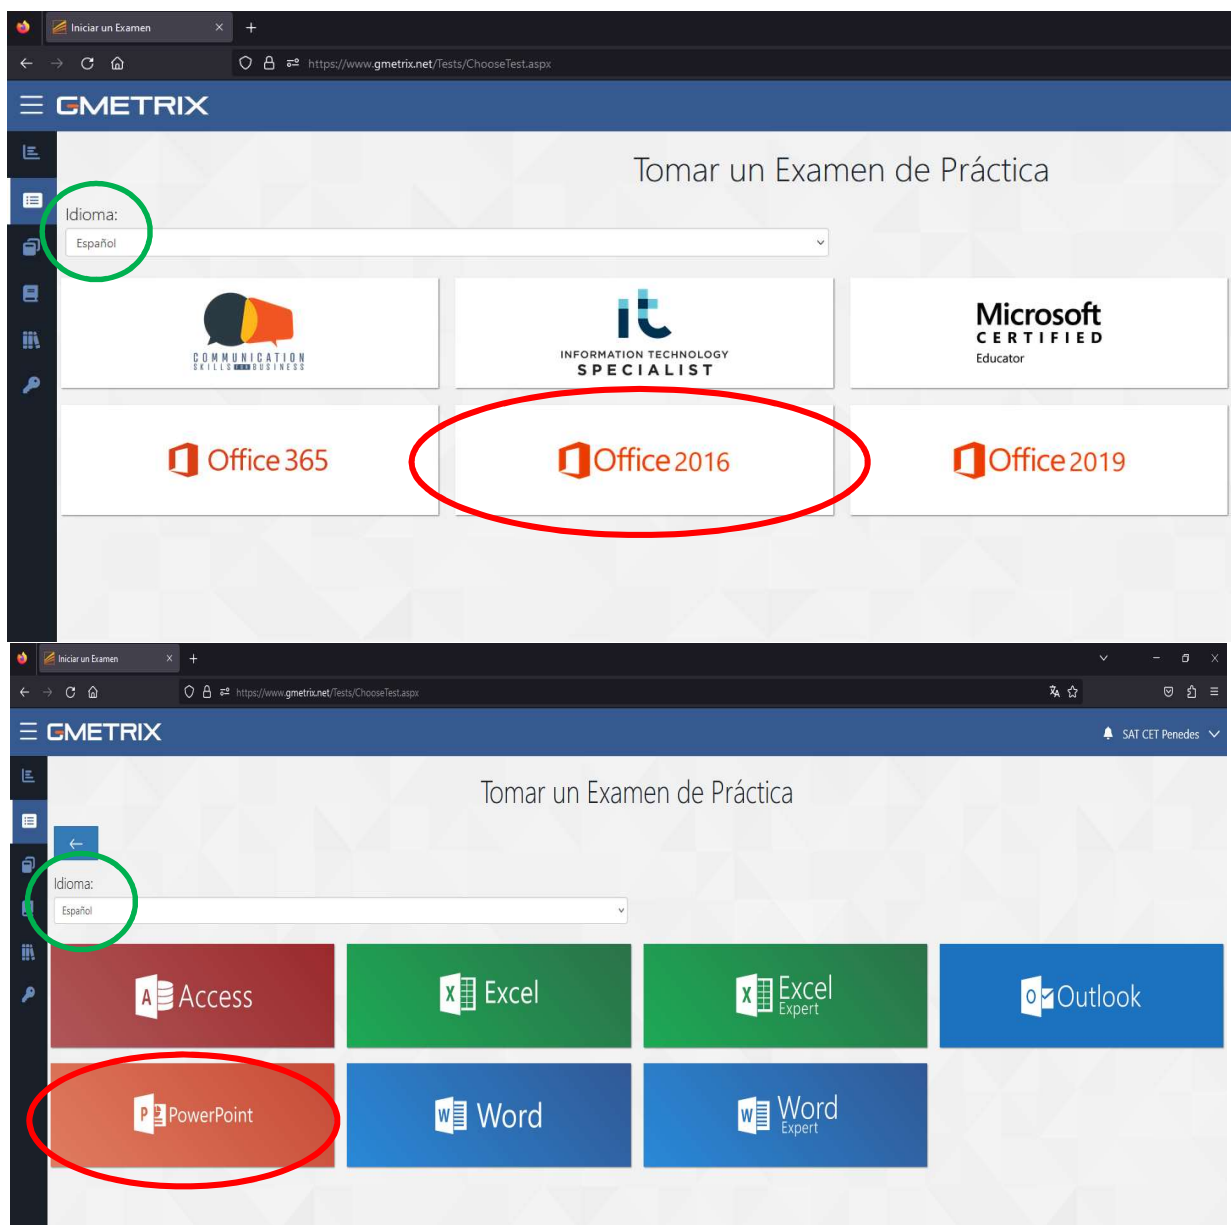 Iniciar un Examen
https://www.gmetrix.net/Tests/ChooseTest.aspx
GMETRIX
Tomar un Examen de Práctica
Idioma:
Español
COMMUNICATION
SKILLS FOR BUSINESS
it
INFORMATION TECHNOLOGY
SPECIALIST
Microsoft
CERTIFIED
Educator
Office 365
Office 2016
Office 2019
Iniciar un Examen
https://www.gmetrix.net/Tests/ChooseTest.aspx
GMETRIX
SAT CET Penedes
Tomar un Examen de Práctica
Idioma:
Español
A Access
X Excel
X Excel
Expert
O Outlook
P PowerPoint
W Word
W Word
Expert